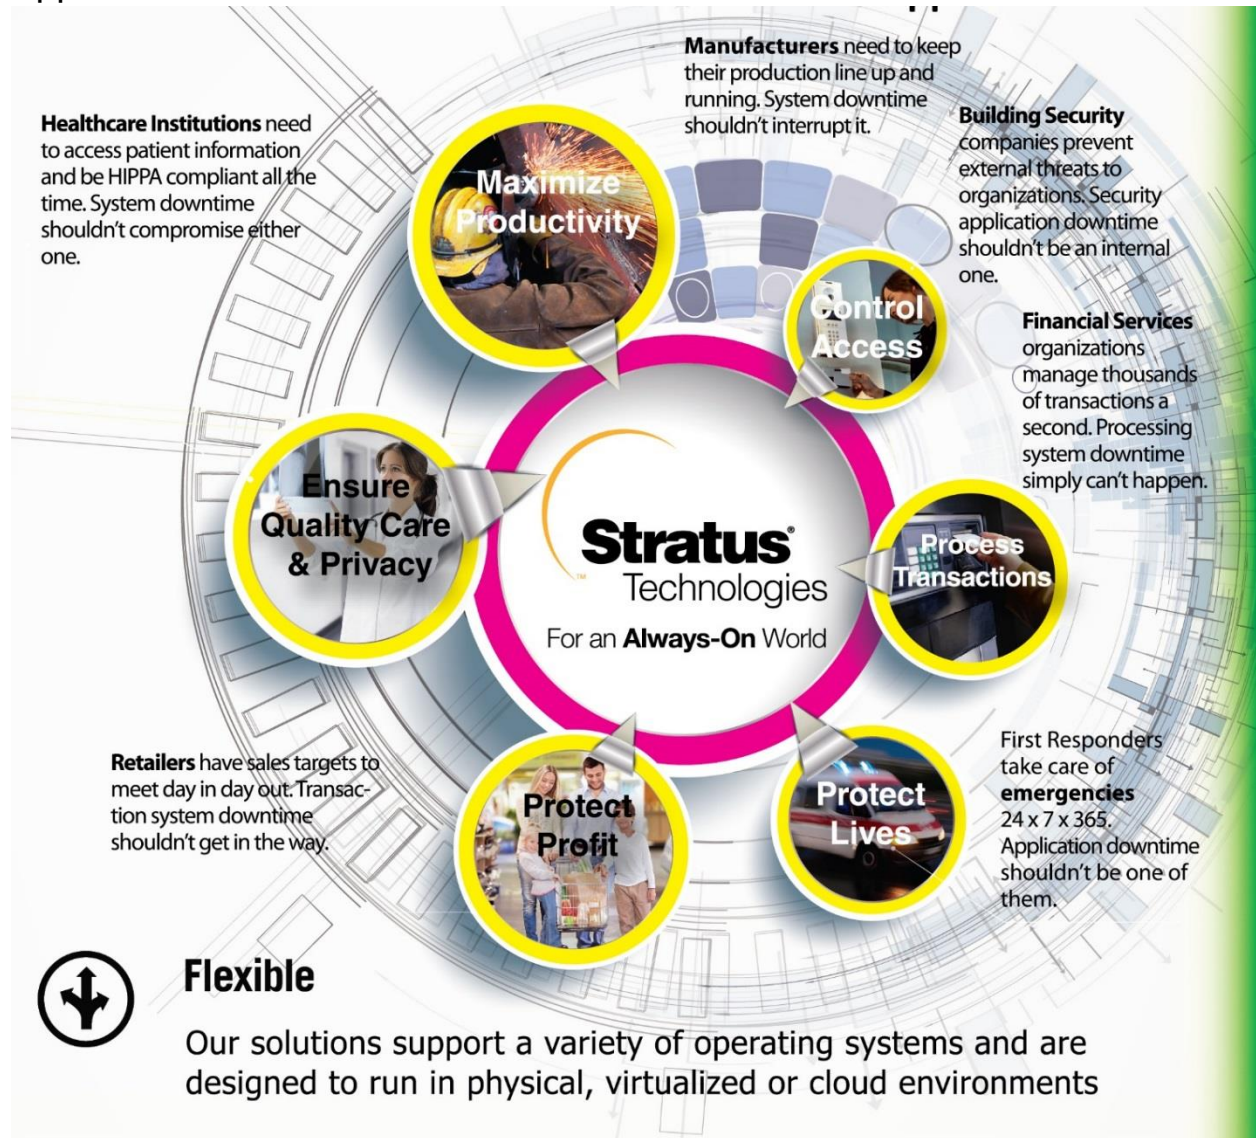 Manufacturers need to keep
their production line up and
running. System downtime
shouldn't interrupt it.
Healthcare Institutions need
to access patient information
and be HIPPA compliant all the
time. System downtime
shouldn't compromise either
one.
Building Security
companies prevent
external threats to
organizations. Security
application downtime
shouldn't be an internal
one.
Maximize
Productivity
Control
Access
Financial Services
organizations
manage thousands
of transactions a
second. Processing
system downtime
simply can't happen.
Ensure
Quality Care
& Privacy
Stratus®
Technologies
TM
For an Always-On World
Process
Transactions
Retailers have sales targets to
meet day in day out. Transac-
tion system downtime
shouldn't get in the way.
Protect
Profit
Protect
Lives
First Responders
take care of
emergencies
24 x 7 x 365.
Application downtime
shouldn't be one of
them.
Flexible
Our solutions support a variety of operating systems and are
designed to run in physical, virtualized or cloud environments